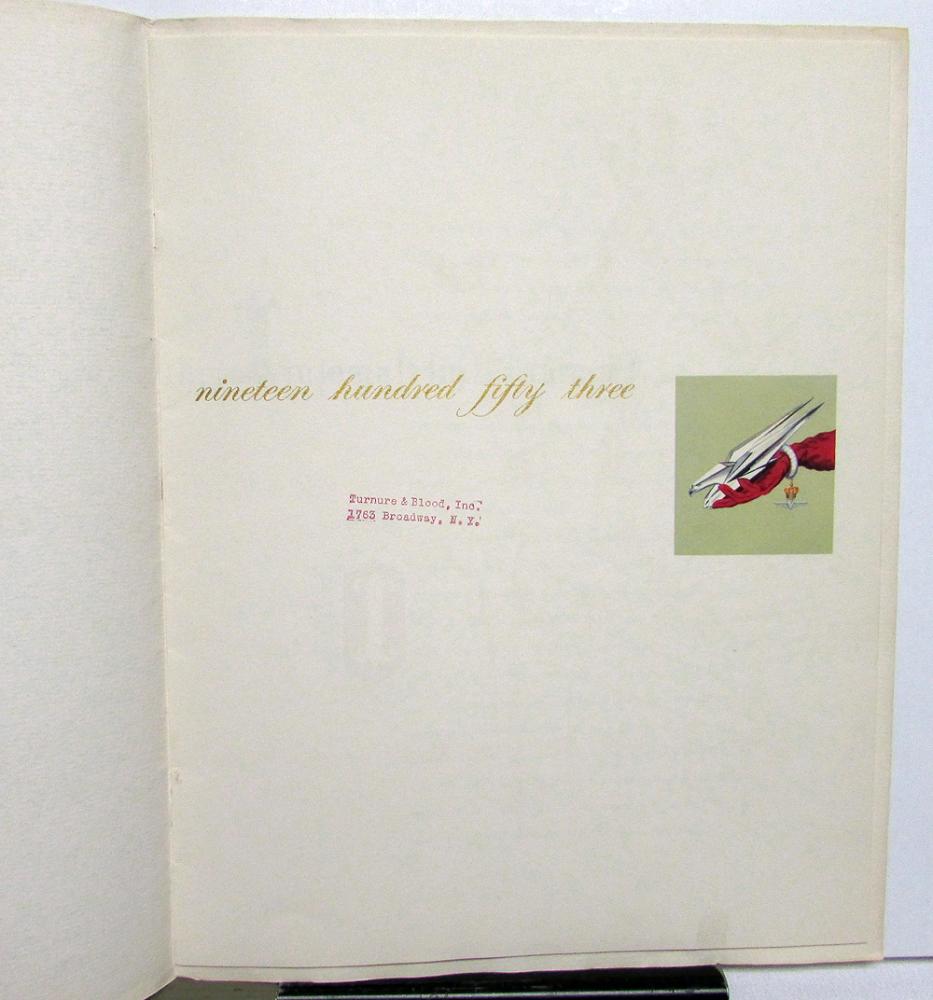 nineteen hundred fifty three
Turnure & Blood, Inc.
1763 Broadway, N. Y.